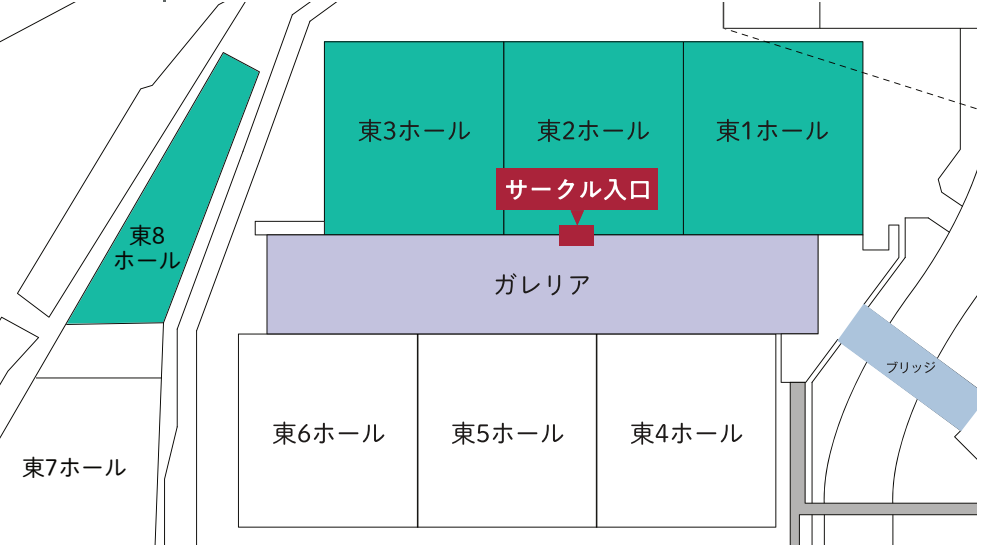 東3ホール
東2ホール
東1ホール
サークル入口
東8
ホール
ガレリア
ブリッジ
東6ホール
東5ホール
東4ホール
東7ホール